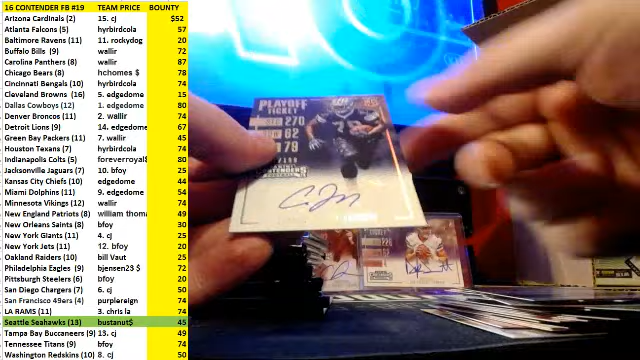 16 CONTENDER FB #19 TEAM PRICE BOUNTY
Arizona Cardinals (2) 15. cj $52
Atlanta Falcons (5) hyrbirdcola 57
Baltimore Ravens (11) 11. rockydog 20
Buffalo Bills (9) wallir 20
Carolina Panthers (8) wallir 87
Chicago Bears (8) hchomes $ 78
Cincinnati Bengals (10) hyrbirdcola 74
Cleveland Browns (16) 5. edgedome 15
Dallas Cowboys (12) 1. edgedome 80
Denver Broncos (11) 2. wallir 74
Detroit Lions (9) 14. edgedome 67
Green Bay Packers (11) 7. wallir 45
Houston Texans (7) hyrbirdcola 74
Indianapolis Colts (5) foreverroyal$ 80
Jacksonville Jaguars (7) 10. bfoy 25
Kansas City Chiefs (10) edgedome 44
Miami Dolphins (11) 9. edgedome 54
Minnesota Vikings (12) wallir 74
New England Patriots (8) william thoma 49
New Orleans Saints (8) bfoy 30
New York Giants (11) 4. cj 25
New York Jets (11) 12. bfoy 20
Oakland Raiders (10) bill Vaut 25
Philadelphia Eagles (9) bjensen23 $ 72
Pittsburgh Steelers (6) bfoy 20
San Diego Chargers (7) 6. cj 50
San Francisco 49ers (4) purplereign 74
LA RAMS (11) 3. chris la 74
Seattle Seahawks (13) bustanut$ 45
Tampa Bay Buccaneers (9) 13. cj 49
Tennessee Titans (9) bfoy 74
Washington Redskins (10) 8. cj 50
PLAYOFF
TICKET
270
62
79